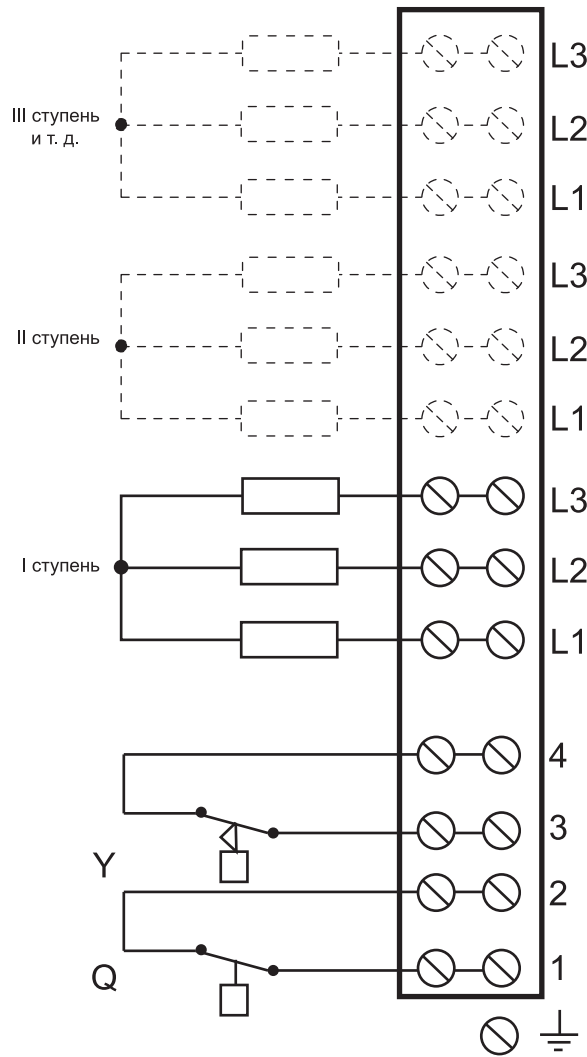 L3
III ступень
и т. д.
L2
L1
L3
II ступень
L2
L1
L3
I ступень
L2
L1
4
3
Y
2
Q
1